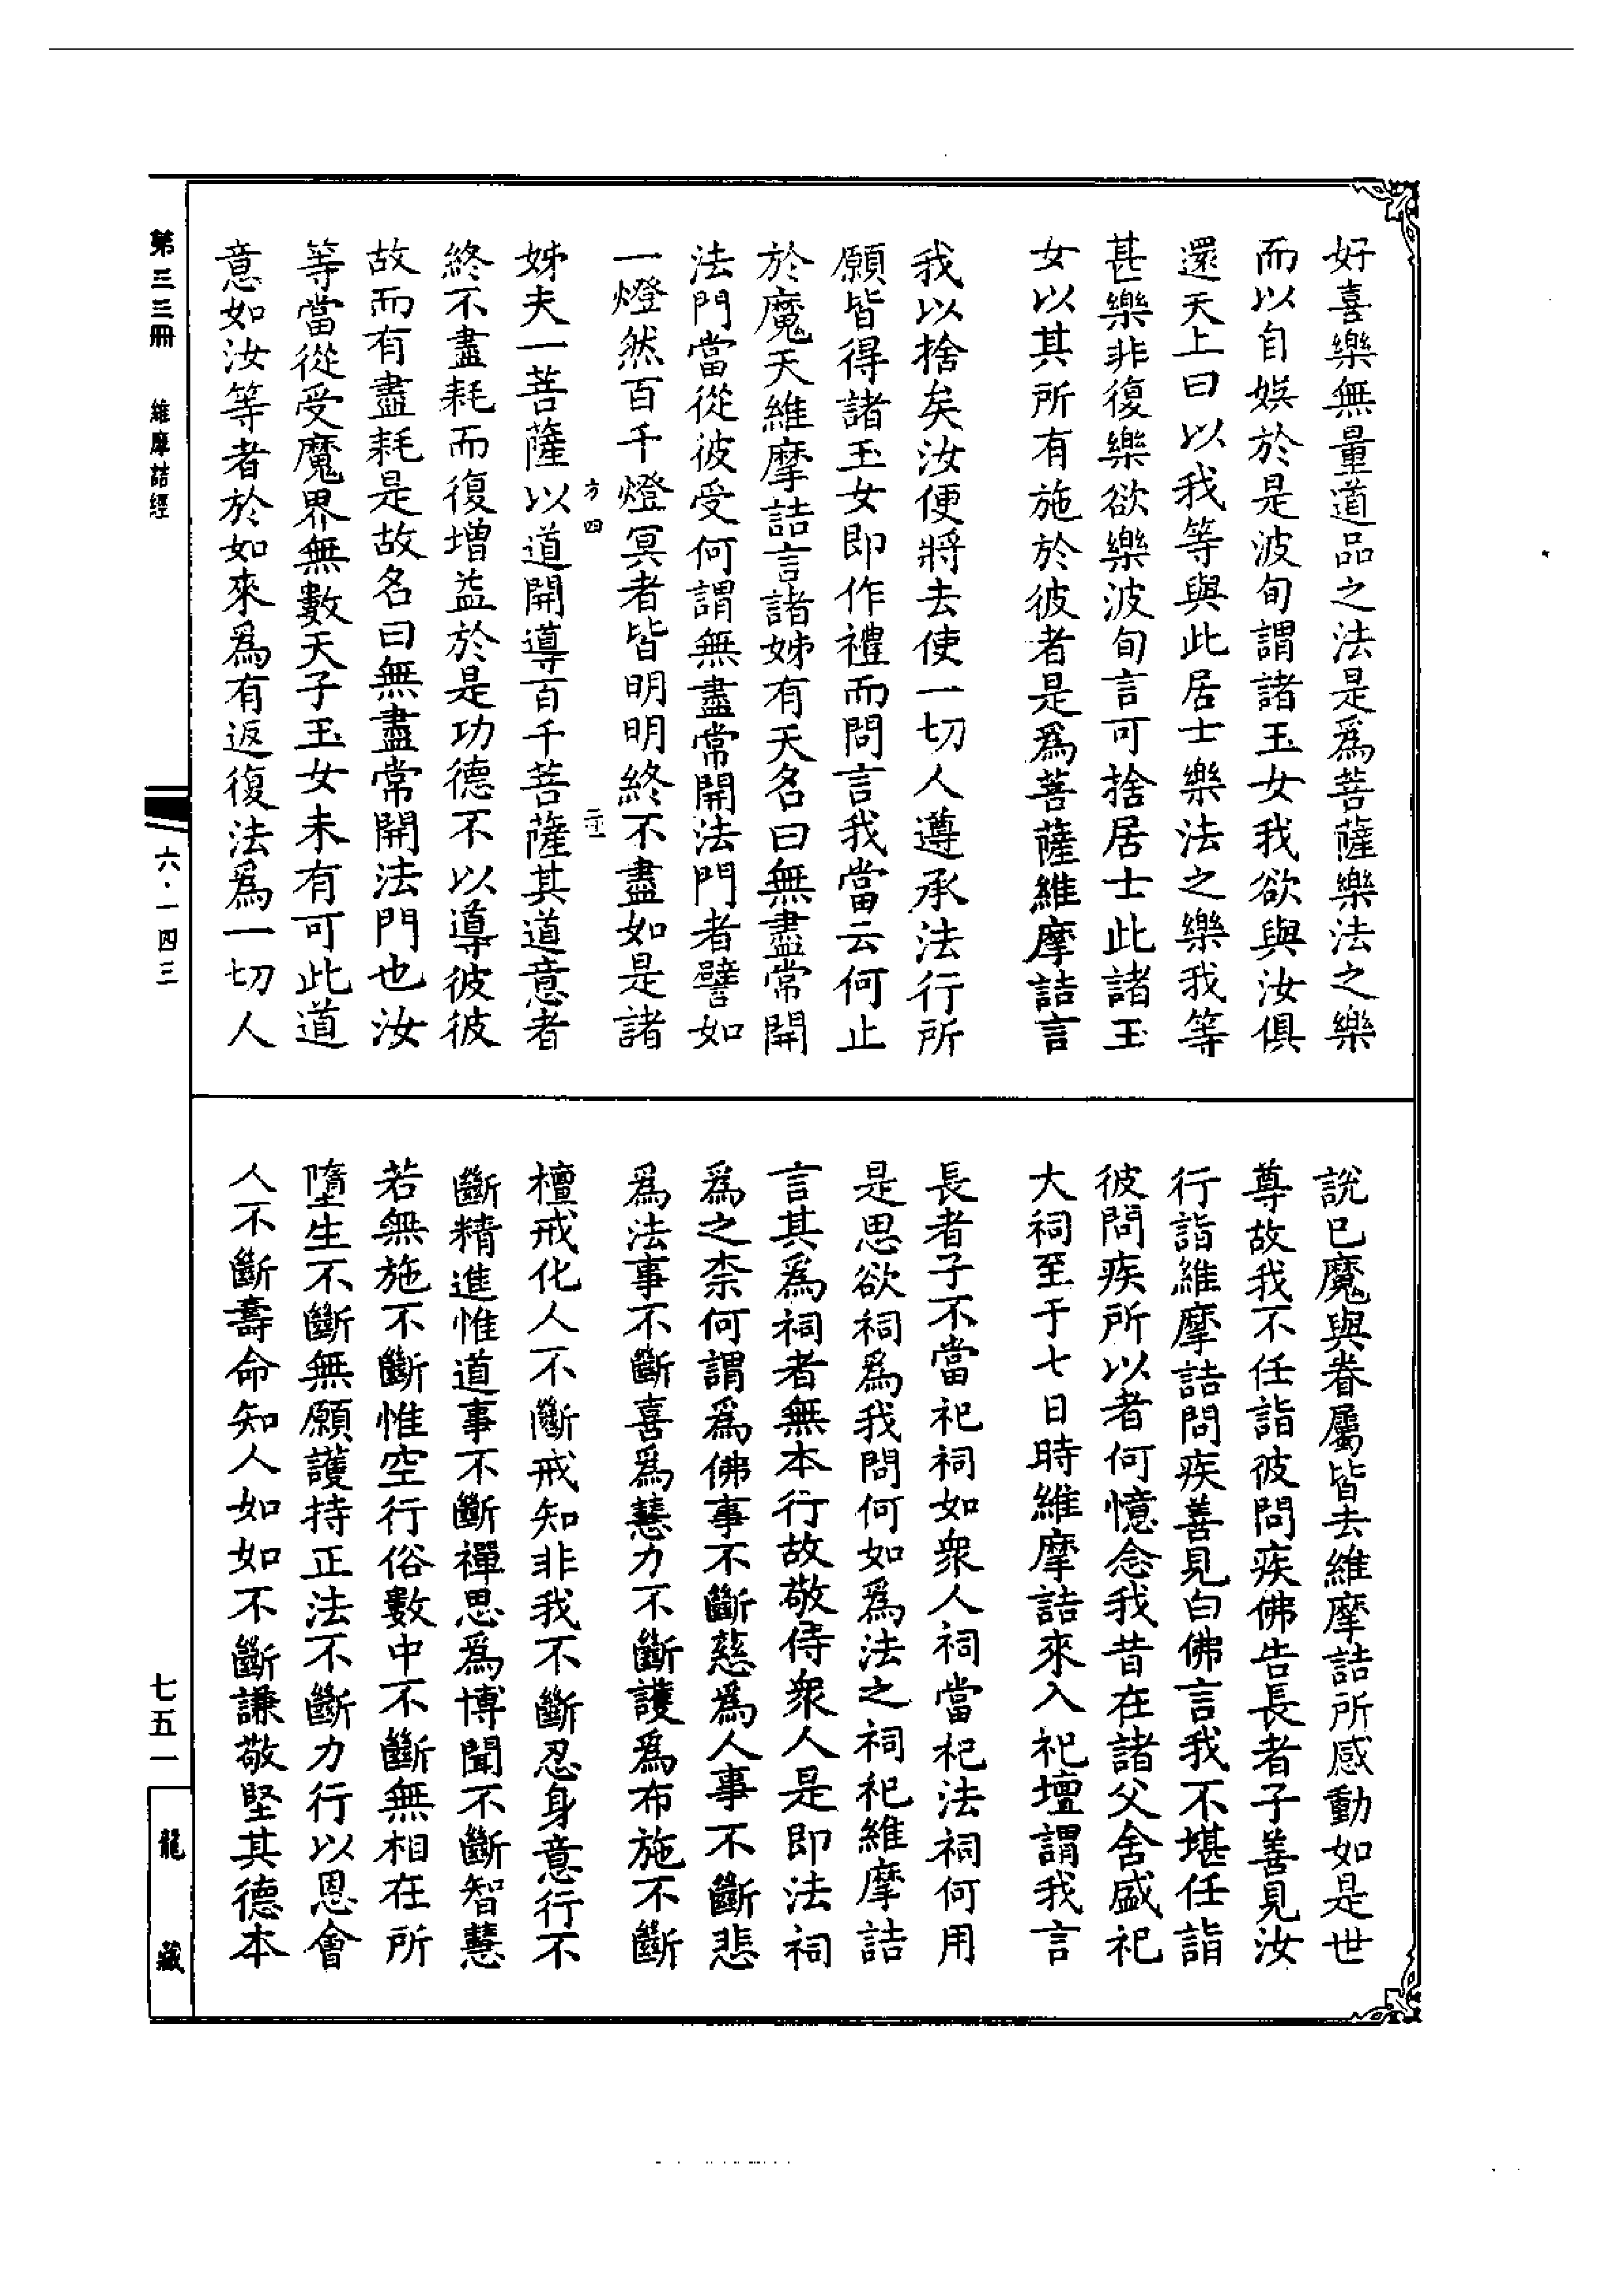 好喜樂無量道品之法是爲菩薩樂法之樂
而以自娛於是波旬謂諸玉女我欲與汝俱
還天上曰以我等與此居士樂法之樂我等
甚樂非復樂欲樂波旬言可捨居士此諸玉
女以其所有施於彼者是爲菩薩維摩詰言
我以捨矣汝便將去使一切人遵承法行所
願皆得諸玉女即作禮而問言我當云何止
於魔天維摩詰言諸姊有天名曰無盡常開
法門當從彼受何謂無盡常開法門者譬如
一燈然百千燈冥者皆明明終不盡如是諸
方四
姊夫一菩薩以道開導百千菩薩其道意者
終不盡耗而復增益於是功德不以導彼彼
故而有盡耗是故名曰無盡常開法門也汝
等當從受魔界無數天子玉女未有可此道
意如汝等者於如來爲有返復法爲一切人
說已魔與眷屬皆去維摩詰所感動如是世
尊故我不任詣彼問疾佛告長者子善見汝
行詣維摩詰問疾善見白佛言我不堪任詣
彼問疾所以者何憶念我昔在諸父舍盛祀
大祠至于七日時維摩詰來入祀壇謂我言
長者子不當祀祠如衆人祠當祀法祠何用
是思欲祠爲我問何如爲法之祠祀維摩詰
言其爲祠者無本行故敬侍衆人是即法祠
爲之柰何謂爲佛事不斷慈爲人事不斷悲
爲法事不斷喜爲慧力不斷護爲布施不斷
檀戒化人不斷戒知非我不斷忍身意行不
斷精進惟道事不斷禪思爲博聞不斷智慧
若無施不斷惟空行俗數中不斷無相在所
墮生不斷無願護持正法不斷力行以恩會
人不斷壽命知人如如不斷謙敬堅其德本
第三三冊　維摩詰經
六·一四三
七五一
龍藏